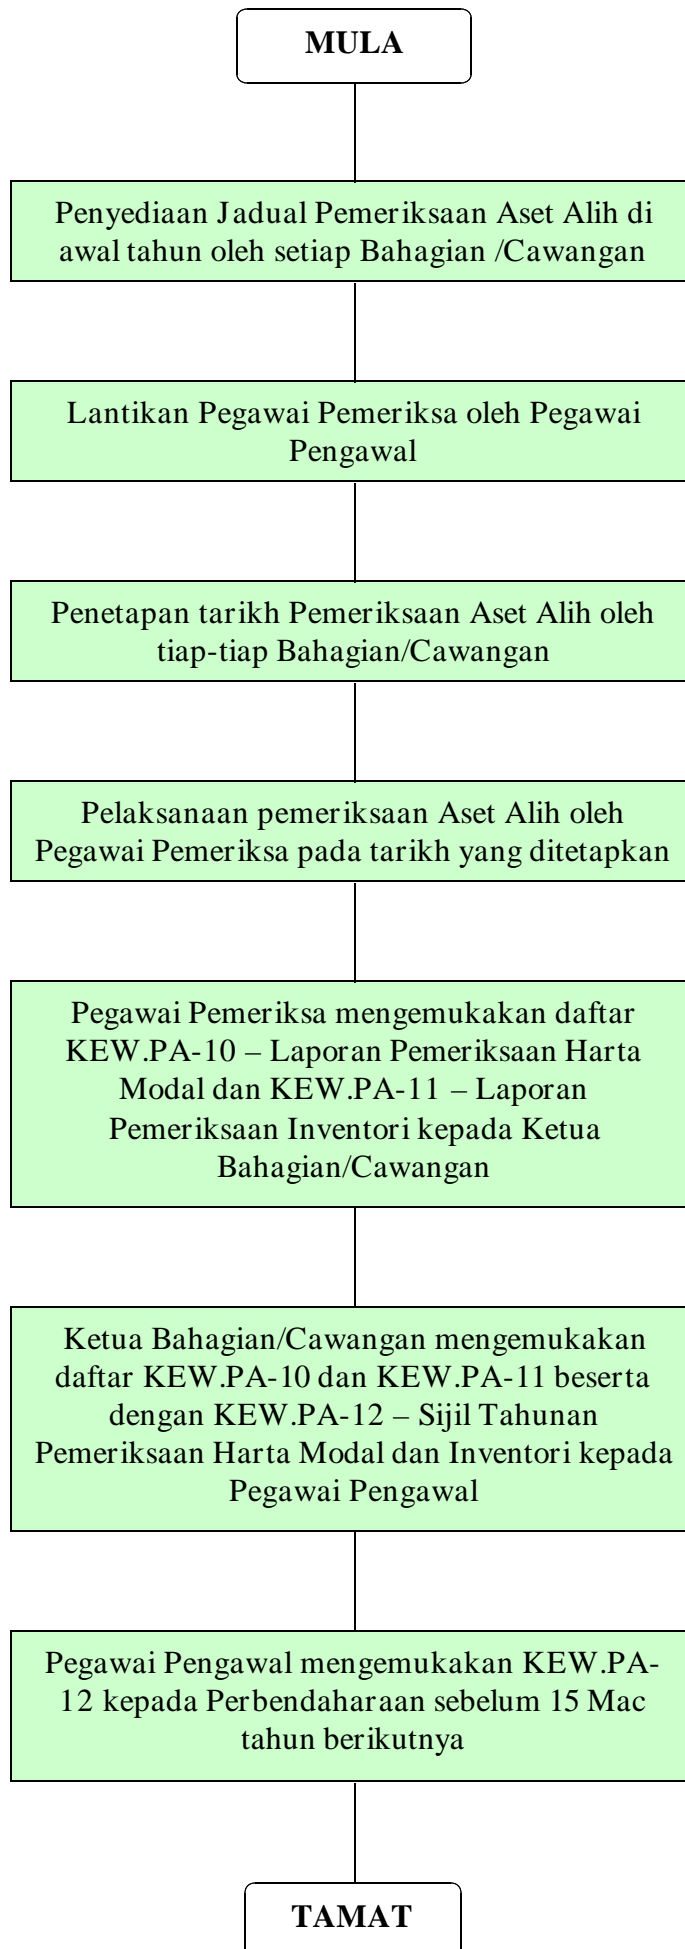 MULA
Penyediaan Jadual Pemeriksaan Aset Alih di
awal tahun oleh setiap Bahagian /Cawangan
Lantikan Pegawai Pemeriksa oleh Pegawai
Pengawal
Penetapan tarikh Pemeriksaan Aset Alih oleh
tiap-tiap Bahagian/Cawangan
Pelaksanaan pemeriksaan Aset Alih oleh
Pegawai Pemeriksa pada tarikh yang ditetapkan
Pegawai Pemeriksa mengemukakan daftar
KEW.PA-10 – Laporan Pemeriksaan Harta
Modal dan KEW.PA-11 – Laporan
Pemeriksaan Inventori kepada Ketua
Bahagian/Cawangan
Ketua Bahagian/Cawangan mengemukakan
daftar KEW.PA-10 dan KEW.PA-11 beserta
dengan KEW.PA-12 – Sijil Tahunan
Pemeriksaan Harta Modal dan Inventori kepada
Pegawai Pengawal
Pegawai Pengawal mengemukakan KEW.PA-
12 kepada Perbendaharaan sebelum 15 Mac
tahun berikutnya
TAMAT